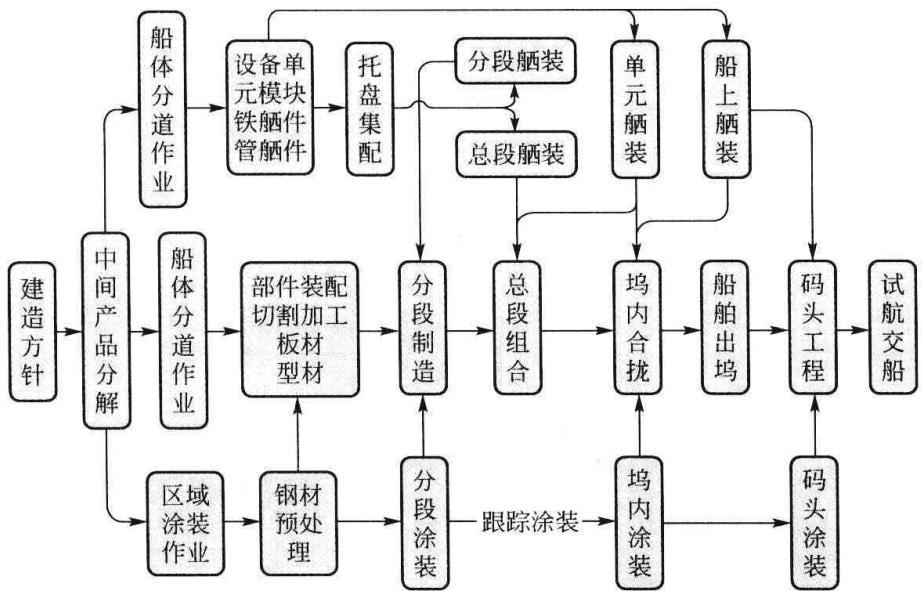 船体分道作业
设备单
元模块
铁舾件
管舾件
托盘集配
分段舾装
总段舾装
单元舾装
船上舾装
建造方针
中间产品分解
船体分道作业
部件装配
切割加工
板材
型材
分段制造
总段组合
坞内合拢
船舶出坞
码头工程
试航交船
区域
涂装
作业
钢材
预处
理
分段涂装
跟踪涂装
坞内涂装
码头涂装